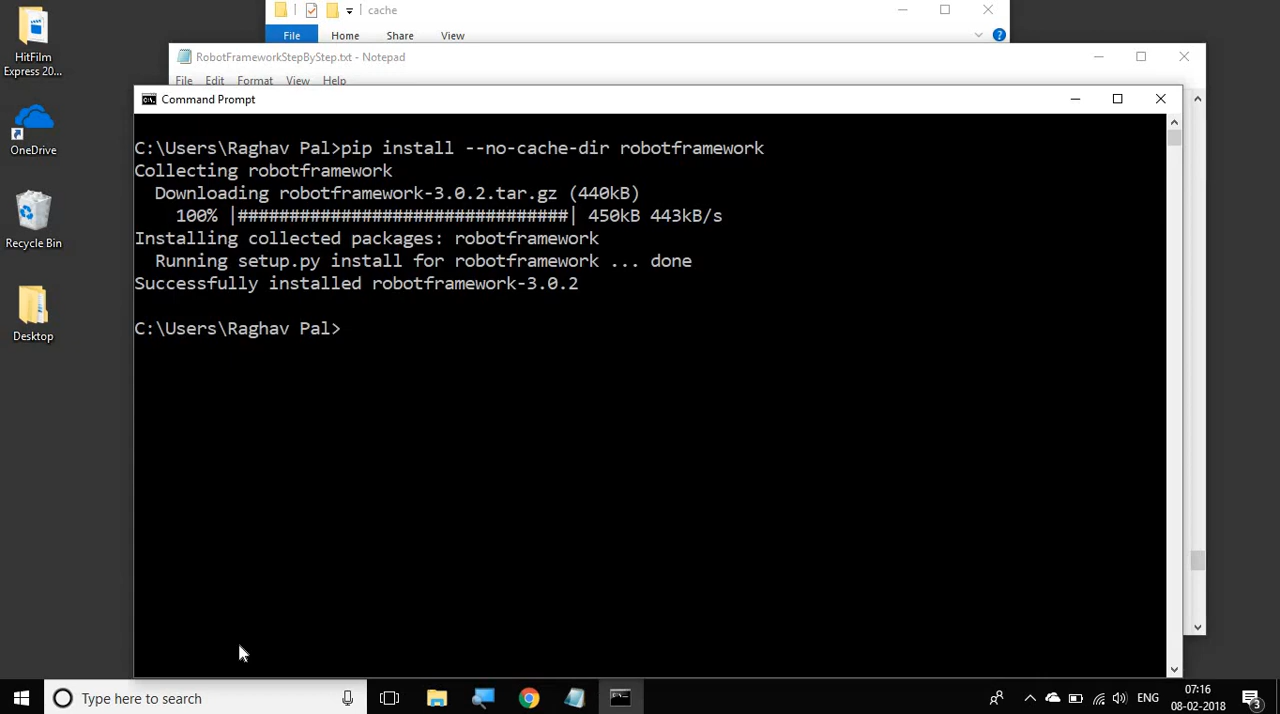 cache
File Home Share View
RobotFrameworkStepByStep.txt - Notepad
File Edit Format View Help
Command Prompt
C:\Users\Raghav Pal>pip install --no-cache-dir robotframework
Collecting robotframework
Downloading robotframework-3.0.2.tar.gz (440kB)
100% |################################| 450kB 443kB/s
Installing collected packages: robotframework
Running setup.py install for robotframework ... done
Successfully installed robotframework-3.0.2
C:\Users\Raghav Pal>
HitFilm
Express 20...
OneDrive
Recycle Bin
Desktop
Type here to search
ENG
07:16
08-02-2018
3